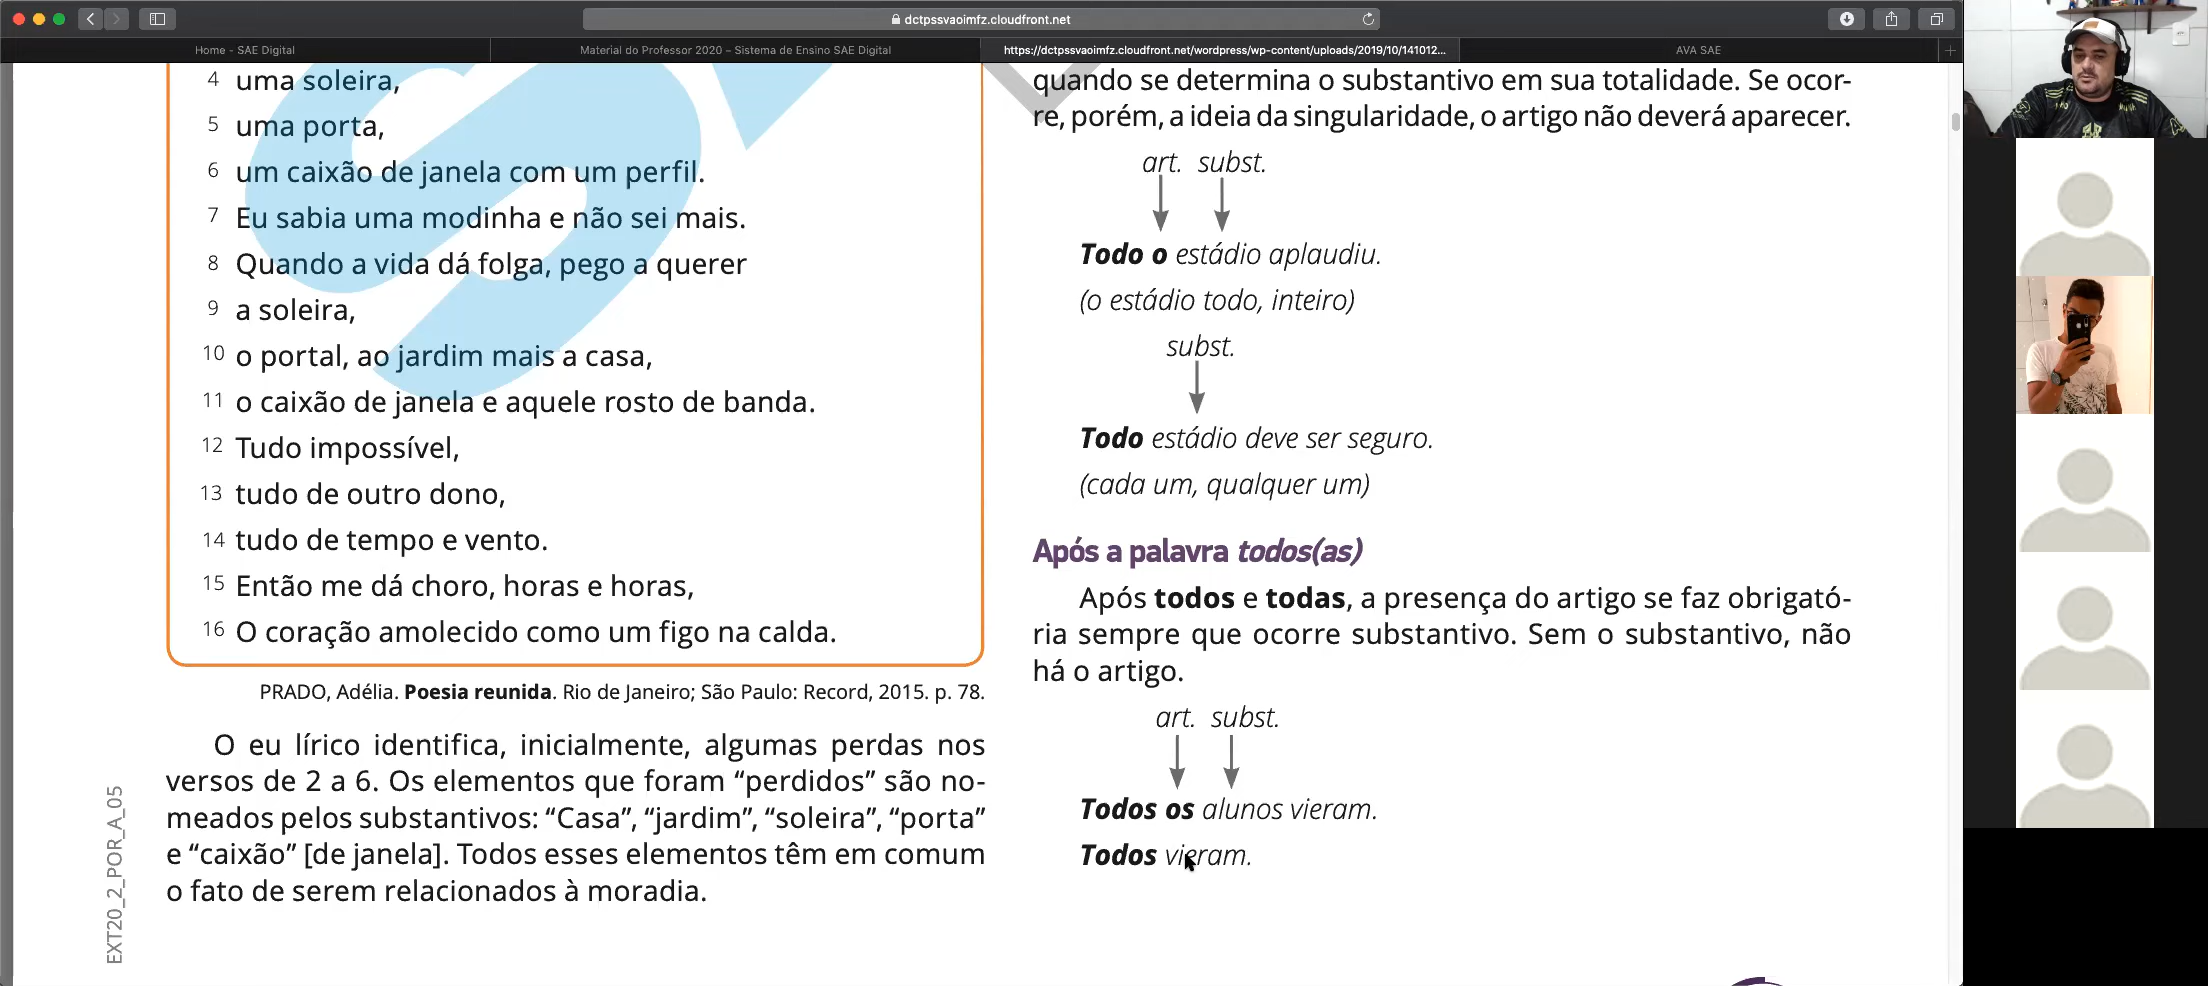 dctpssvaoimfz.cloudfront.net
Home - SAE Digital
Material do Professor 2020 – Sistema de Ensino SAE Digital
https://dctpssvaoimfz.cloudfront.net/wordpress/wp-content/uploads/2019/10/141012...
AVA SAE
4 uma soleira,
5 uma porta,
6 um caixão de janela com um perfil.
7 Eu sabia uma modinha e não sei mais.
8 Quando a vida dá folga, pego a querer
9 a soleira,
10 o portal, ao jardim mais a casa,
11 o caixão de janela e aquele rosto de banda.
12 Tudo impossível,
13 tudo de outro dono,
14 tudo de tempo e vento.
15 Então me dá choro, horas e horas,
16 O coração amolecido como um figo na calda.
PRADO, Adélia. Poesia reunida. Rio de Janeiro; São Paulo: Record, 2015. p. 78.
O eu lírico identifica, inicialmente, algumas perdas nos
versos de 2 a 6. Os elementos que foram “perdidos” são no-
meados pelos substantivos: “Casa”, “jardim”, “soleira”, “porta”
e “caixão” [de janela]. Todos esses elementos têm em comum
o fato de serem relacionados à moradia.
EXT20_2_POR_A_05
quando se determina o substantivo em sua totalidade. Se ocor-
re, porém, a ideia da singularidade, o artigo não deverá aparecer.
art. subst.
Todo o estádio aplaudiu.
(o estádio todo, inteiro)
subst.
Todo estádio deve ser seguro.
(cada um, qualquer um)
Após a palavra todos(as)
Após todos e todas, a presença do artigo se faz obrigató-
ria sempre que ocorre substantivo. Sem o substantivo, não
há o artigo.
art. subst.
Todos os alunos vieram.
Todos vieram.